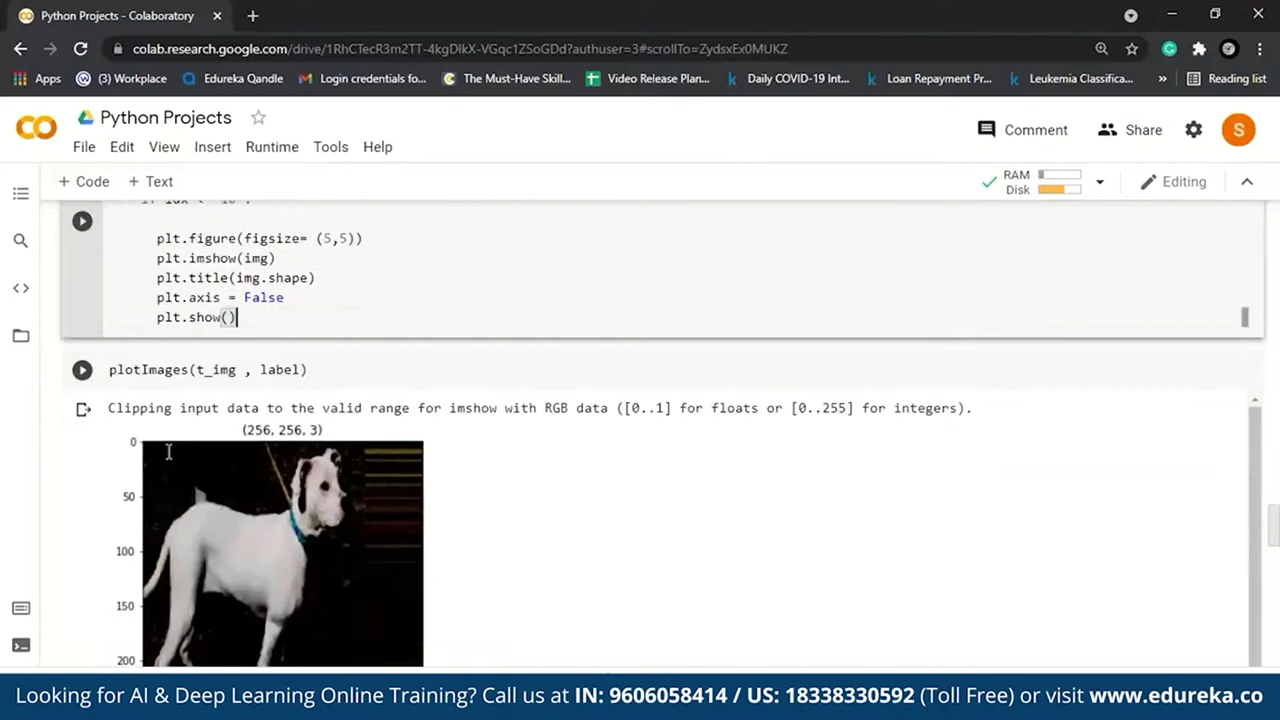 Python Projects - Colaboratory
colab.research.google.com/drive/1RhCTecR3m2TT-4kgDlkX-VGqc1ZSoGDd?authuser=3#scrollTo=ZydsxEx0MUKZ
Apps (3) Workplace Edureka Qandle Login credentials fo... The Must-Have Skil... Video Release Plan... Daily COVID-19 Int... Loan Repayment Pr... Leukemia Classifica... » Reading list
Python Projects
Comment Share S
File Edit View Insert Runtime Tools Help
+ Code + Text RAM Disk Editing
plt.figure(figsize= (5,5))
plt.imshow(img)
plt.title(img.shape)
plt.axis = False
plt.show()
plotImages(t_img , label)
Clipping input data to the valid range for imshow with RGB data ([0..1] for floats or [0..255] for integers).
(256, 256, 3)
0
50
100
150
200
Looking for AI & Deep Learning Online Training? Call us at IN: 9606058414 / US: 18338330592 (Toll Free) or visit www.edureka.co